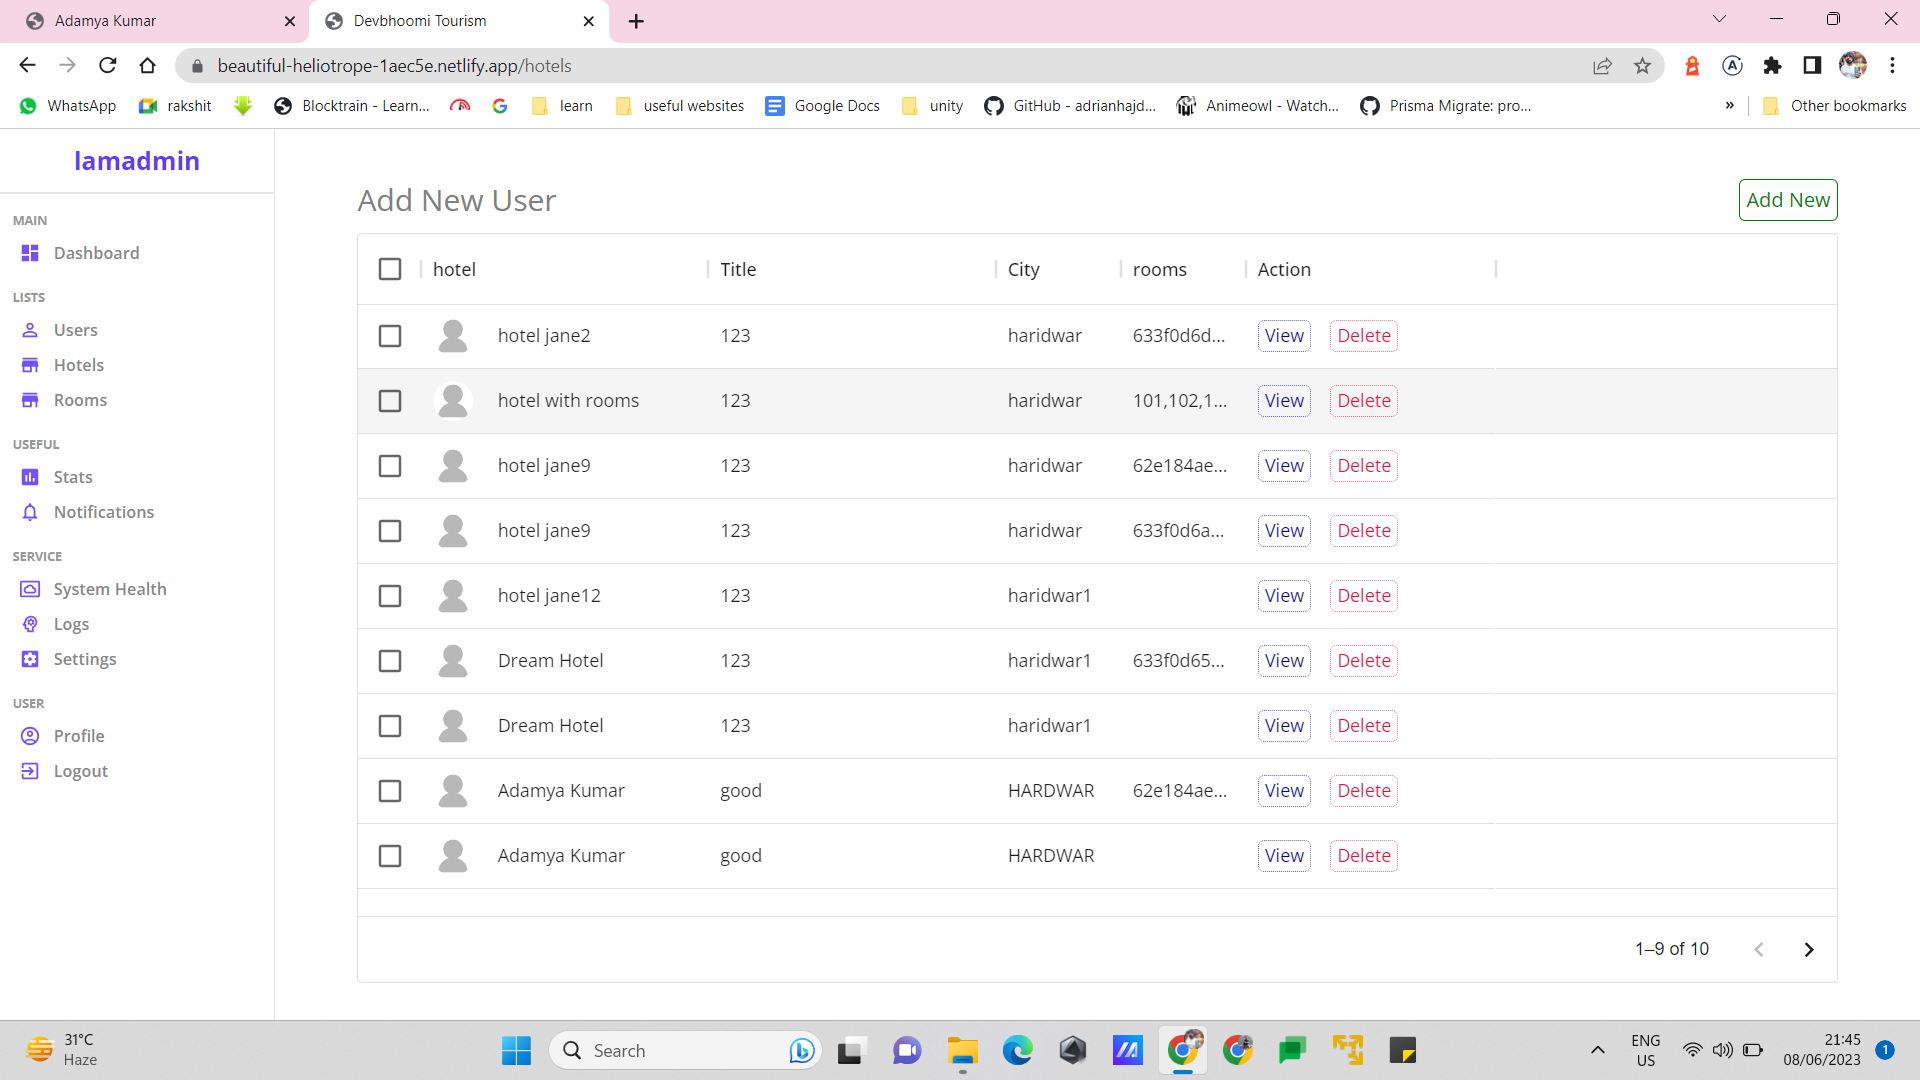 Adamya Kumar
Devbhoomi Tourism
beautiful-heliotrope-1aec5e.netlify.app/hotels
WhatsApp rakshit Blocktrain - Learn... learn useful websites Google Docs unity GitHub - adrianhajd... Animeowl - Watch... Prisma Migrate: pro... » Other bookmarks
lamadmin
MAIN
Dashboard
LISTS
Users
Hotels
Rooms
USEFUL
Stats
Notifications
SERVICE
System Health
Logs
Settings
USER
Profile
Logout
Add New User
Add New
hotel Title City rooms Action
hotel jane2 123 haridwar 633f0d6d... View Delete
hotel with rooms 123 haridwar 101,102,1... View Delete
hotel jane9 123 haridwar 62e184ae... View Delete
hotel jane9 123 haridwar 633f0d6a... View Delete
hotel jane12 123 haridwar1 View Delete
Dream Hotel 123 haridwar1 633f0d65... View Delete
Dream Hotel 123 haridwar1 View Delete
Adamya Kumar good HARDWAR 62e184ae... View Delete
Adamya Kumar good HARDWAR View Delete
1–9 of 10
31°C
Haze
Search
ENG
US
21:45
08/06/2023
1